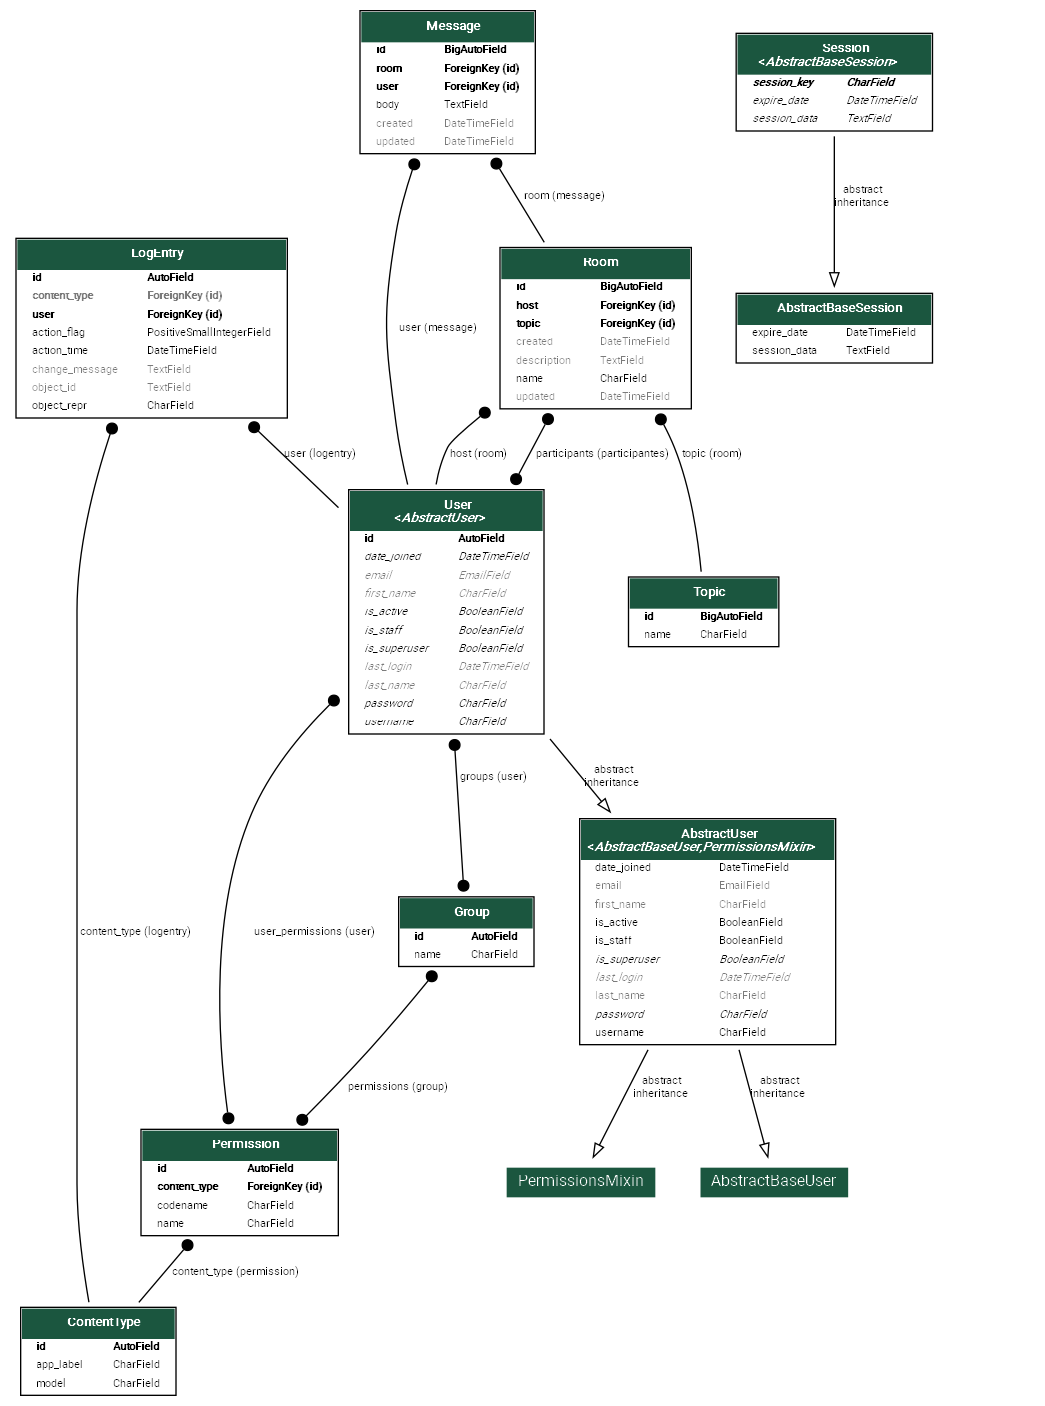 Message
id BigAutoField
room ForeignKey (id)
user ForeignKey (id)
body TextField
created DateTimeField
updated DateTimeField
Session
<AbstractBaseSession>
session_key CharField
expire_date DateTimeField
session_data TextField
room (message)
abstract
inheritance
LogEntry
id AutoField
content_type ForeignKey (id)
user ForeignKey (id)
action_flag PositiveSmallIntegerField
action_time DateTimeField
change_message TextField
object_id TextField
object_repr CharField
user (message)
Room
id BigAutoField
host ForeignKey (id)
topic ForeignKey (id)
created DateTimeField
description TextField
name CharField
updated DateTimeField
AbstractBaseSession
expire_date DateTimeField
session_data TextField
user (logentry)
host (room)
participants (participantes)
topic (room)
User
<AbstractUser>
id AutoField
date_joined DateTimeField
email EmailField
first_name CharField
is_active BooleanField
is_staff BooleanField
is_superuser BooleanField
last_login DateTimeField
last_name CharField
password CharField
username CharField
Topic
id BigAutoField
name CharField
groups (user)
abstract
inheritance
AbstractUser
<AbstractBaseUser,PermissionsMixin>
date_joined DateTimeField
email EmailField
first_name CharField
is_active BooleanField
is_staff BooleanField
is_superuser BooleanField
last_login DateTimeField
last_name CharField
password CharField
username CharField
content_type (logentry)
user_permissions (user)
Group
id AutoField
name CharField
permissions (group)
abstract
inheritance
abstract
inheritance
Permission
id AutoField
content_type ForeignKey (id)
codename CharField
name CharField
PermissionsMixin
AbstractBaseUser
content_type (permission)
ContentType
id AutoField
app_label CharField
model CharField